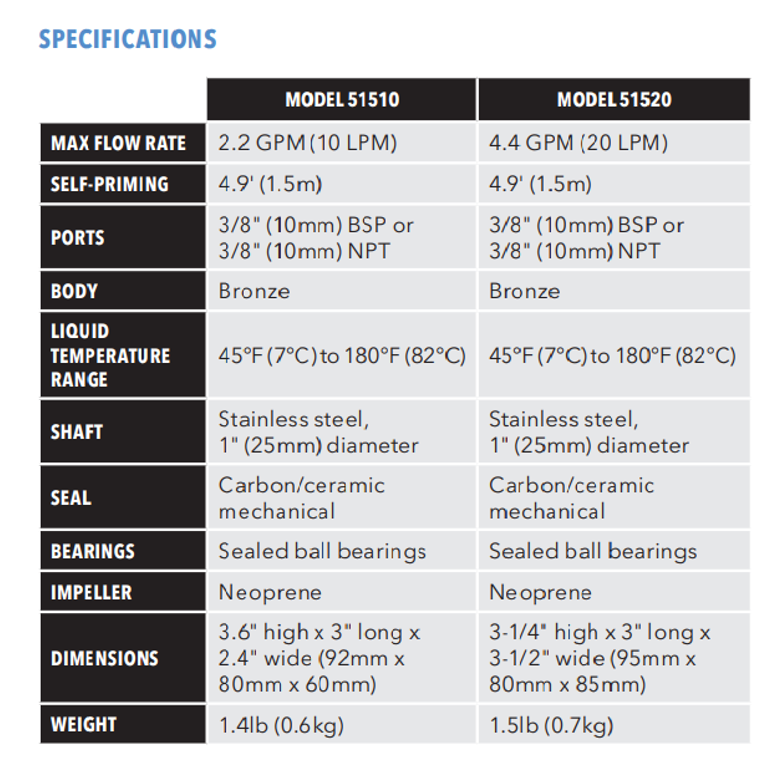 SPECIFICATIONS
MODEL 51510 MODEL 51520
MAX FLOW RATE 2.2 GPM (10 LPM) 4.4 GPM (20 LPM)
SELF-PRIMING 4.9' (1.5m) 4.9' (1.5m)
PORTS 3/8" (10mm) BSP or 3/8" (10mm) BSP or
3/8" (10mm) NPT 3/8" (10mm) NPT
BODY Bronze Bronze
LIQUID
TEMPERATURE 45°F (7°C) to 180°F (82°C) 45°F (7°C) to 180°F (82°C)
RANGE
SHAFT Stainless steel, Stainless steel,
1" (25mm) diameter 1" (25mm) diameter
SEAL Carbon/ceramic Carbon/ceramic
mechanical mechanical
BEARINGS Sealed ball bearings Sealed ball bearings
IMPELLER Neoprene Neoprene
DIMENSIONS 3.6" high x 3" long x 3-1/4" high x 3" long x
2.4" wide (92mm x 3-1/2" wide (95mm x
80mm x 60mm) 80mm x 85mm)
WEIGHT 1.4lb (0.6kg) 1.5lb (0.7kg)